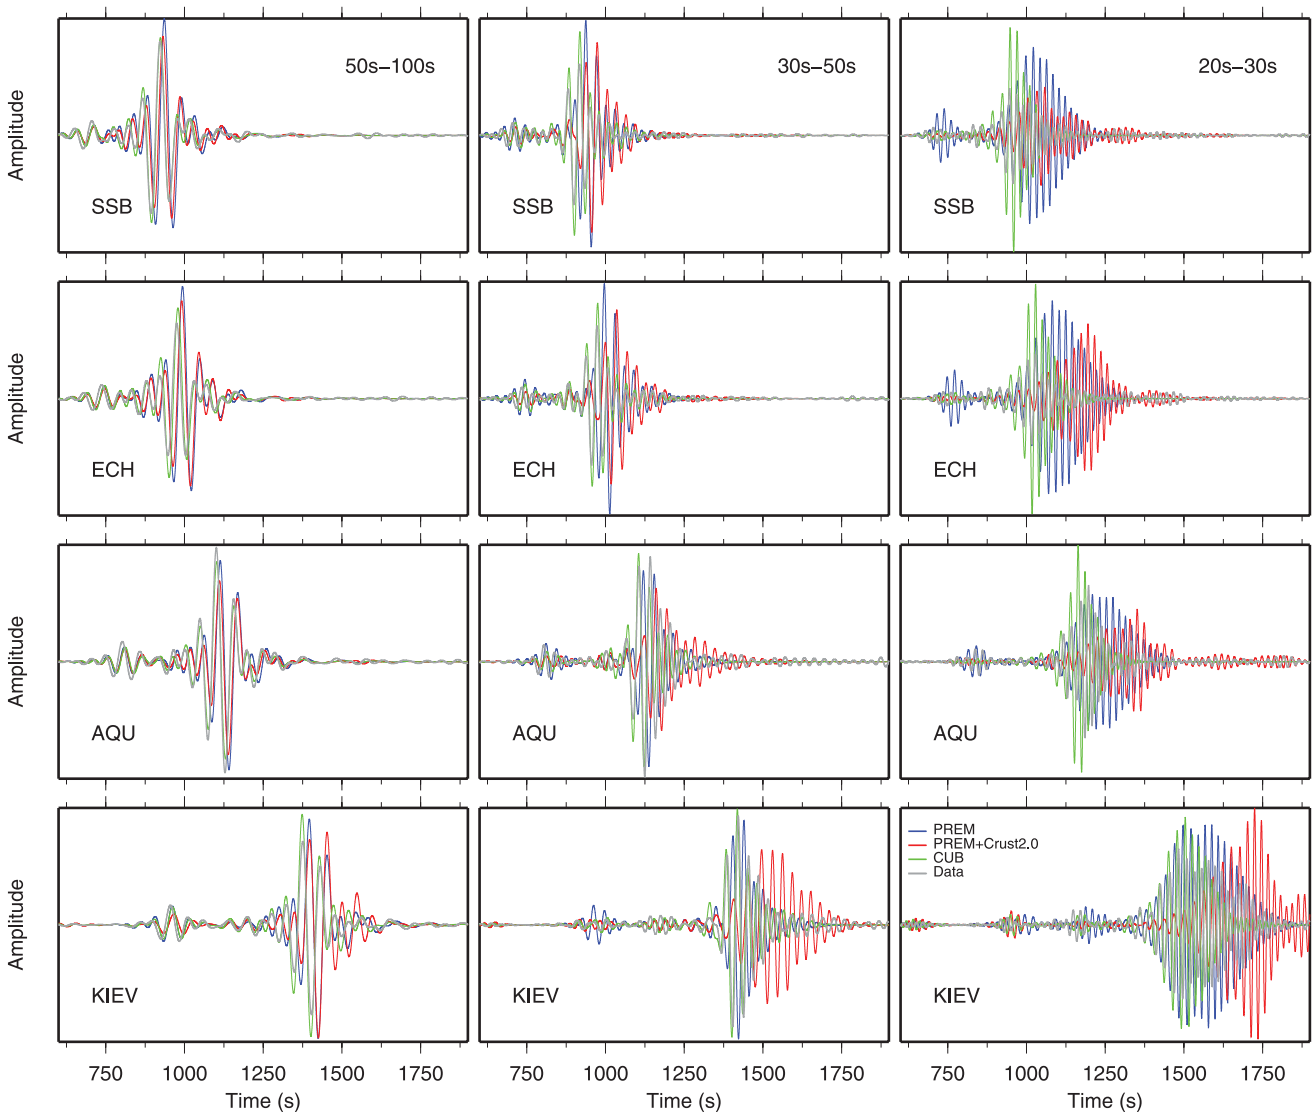 Amplitude
50s–100s
SSB
30s–50s
SSB
20s–30s
SSB
Amplitude
ECH
ECH
ECH
Amplitude
AQU
AQU
AQU
Amplitude
KIEV
KIEV
PREM
PREM+Crust2.0
CUB
Data
KIEV
750 1000 1250 1500 1750
750 1000 1250 1500 1750
750 1000 1250 1500 1750
Time (s)
Time (s)
Time (s)